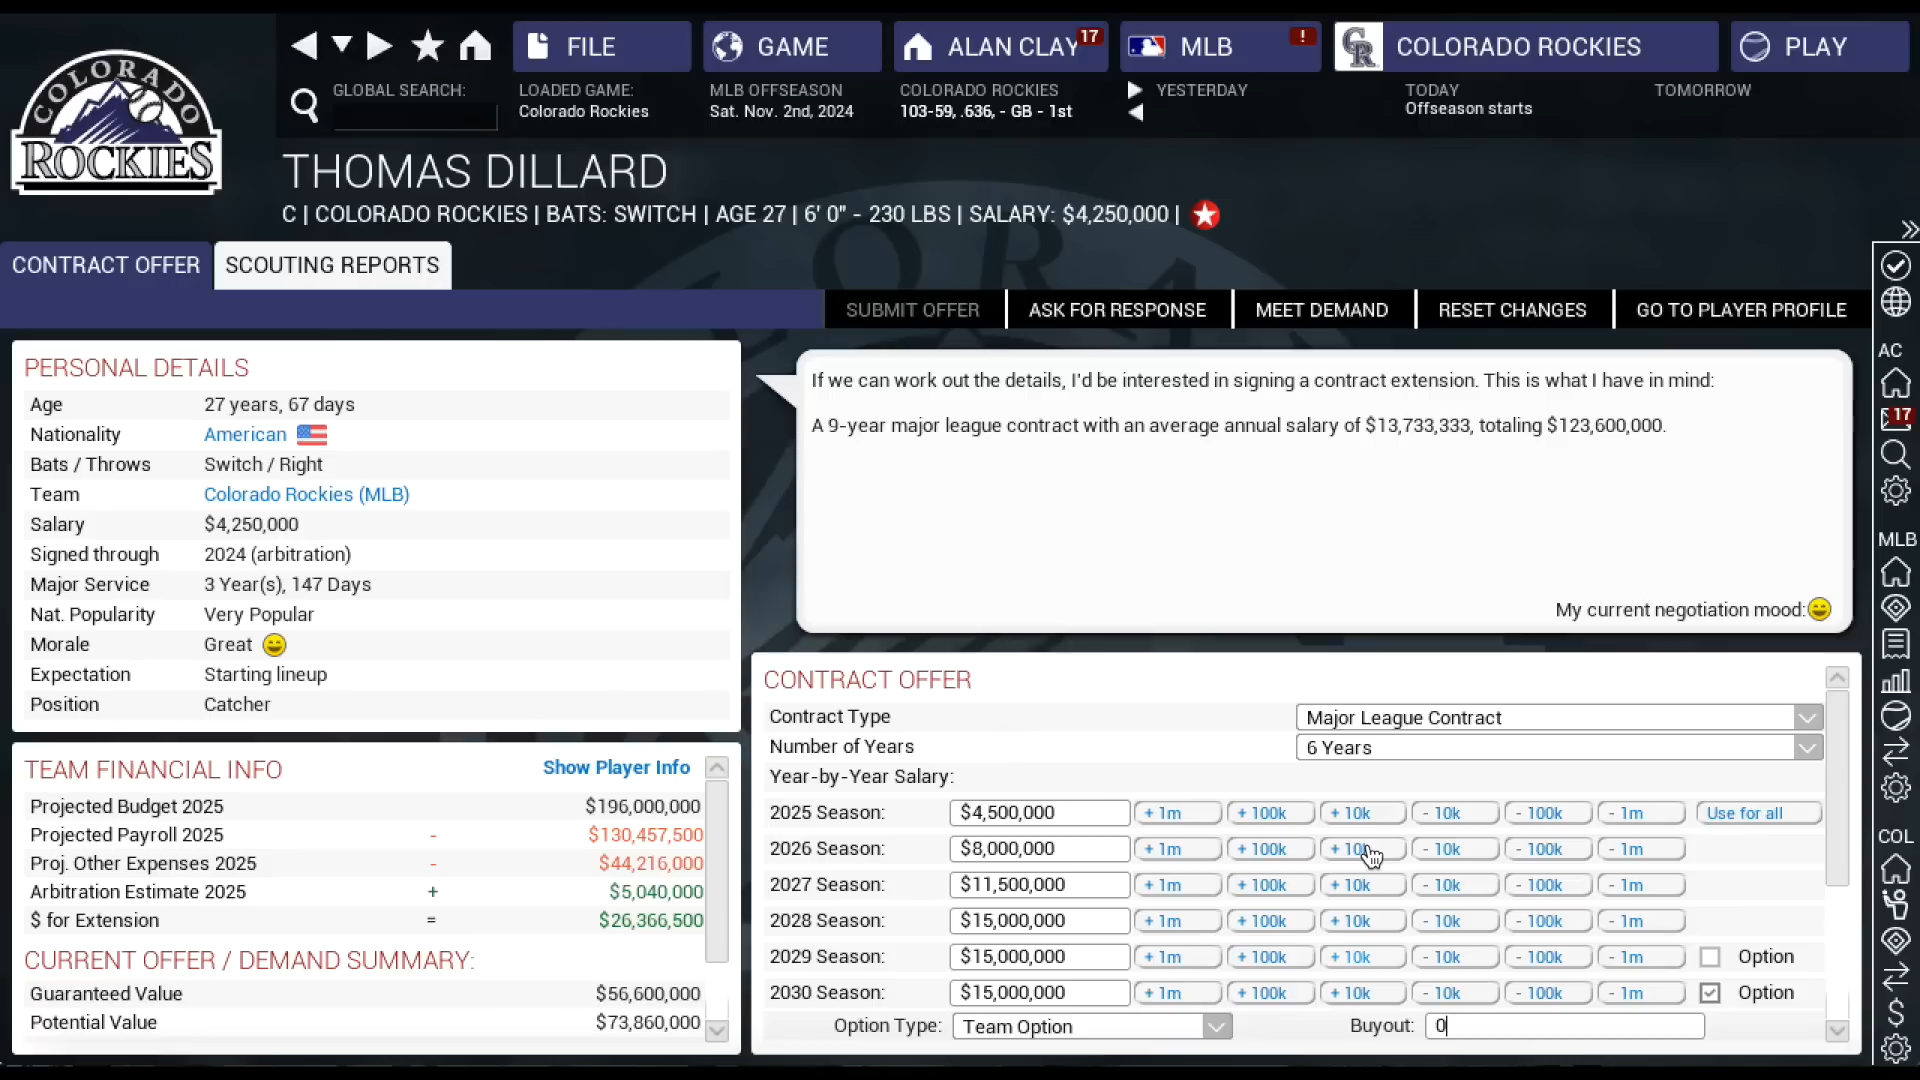 COLORADO
ROCKIES
FILE
GAME
ALAN CLAY
17
MLB
!
CR
COLORADO ROCKIES
PLAY
GLOBAL SEARCH:
LOADED GAME:
Colorado Rockies
MLB OFFSEASON
Sat. Nov. 2nd, 2024
COLORADO ROCKIES
103-59, .636, - GB - 1st
YESTERDAY
TODAY
Offseason starts
TOMORROW
THOMAS DILLARD
C | COLORADO ROCKIES | BATS: SWITCH | AGE 27 | 6' 0" - 230 LBS | SALARY: $4,250,000 |
CONTRACT OFFER
SCOUTING REPORTS
SUBMIT OFFER
ASK FOR RESPONSE
MEET DEMAND
RESET CHANGES
GO TO PLAYER PROFILE
PERSONAL DETAILS
Age 27 years, 67 days
Nationality American
Bats / Throws Switch / Right
Team Colorado Rockies (MLB)
Salary $4,250,000
Signed through 2024 (arbitration)
Major Service 3 Year(s), 147 Days
Nat. Popularity Very Popular
Morale Great
Expectation Starting lineup
Position Catcher
If we can work out the details, I'd be interested in signing a contract extension. This is what I have in mind:
A 9-year major league contract with an average annual salary of $13,733,333, totaling $123,600,000.
My current negotiation mood:
TEAM FINANCIAL INFO Show Player Info
Projected Budget 2025 $196,000,000
Projected Payroll 2025 - $130,457,500
Proj. Other Expenses 2025 - $44,216,000
Arbitration Estimate 2025 + $5,040,000
$ for Extension = $26,366,500
CURRENT OFFER / DEMAND SUMMARY:
Guaranteed Value $56,600,000
Potential Value $73,860,000
CONTRACT OFFER
Contract Type Major League Contract
Number of Years 6 Years
Year-by-Year Salary:
2025 Season: $4,500,000 + 1m + 100k + 10k - 10k - 100k - 1m Use for all
2026 Season: $8,000,000 + 1m + 100k + 10k - 10k - 100k - 1m
2027 Season: $11,500,000 + 1m + 100k + 10k - 10k - 100k - 1m
2028 Season: $15,000,000 + 1m + 100k + 10k - 10k - 100k - 1m
2029 Season: $15,000,000 + 1m + 100k + 10k - 10k - 100k - 1m Option
2030 Season: $15,000,000 + 1m + 100k + 10k - 10k - 100k - 1m Option
Option Type: Team Option Buyout: 0
AC
17
MLB
COL